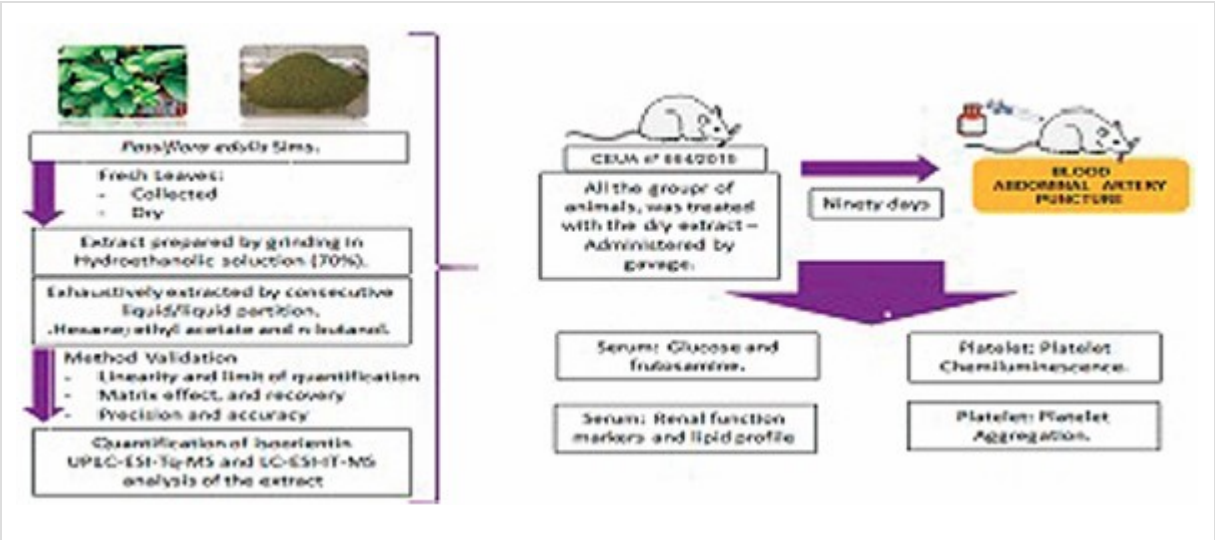 Passiflora edulis Sims.
Fresh Leaves:
- Collected
- Dry
Extract prepared by grinding in
Hydroethanolic soluction (70%).
Exhaustively extracted by consecutive
liquid/liquid partition.
.Hexane; ethyl acetate and n-butanol.
Method Validation
- Linearity and limit of quantification
- Matrix effect, and recovery
- Precision and accuracy
Quantification of isoorientin
UPLC-ESI-Tq-MS and LC-ESI-IT-MS
analysis of the extract
CEUA nº
All the groupr of
animals, was treated
with the dry extract –
Administered by
gavage.
Ninety days
BLOOD
ABDOMINAL ARTERY
PUNCTURE
Serum: Glucose and
frutosamine.
Platelet: Platelet
Chemiluminescence.
Serum: Renal function
markers and lipid profile
Platelet: Platelet
Aggregation.